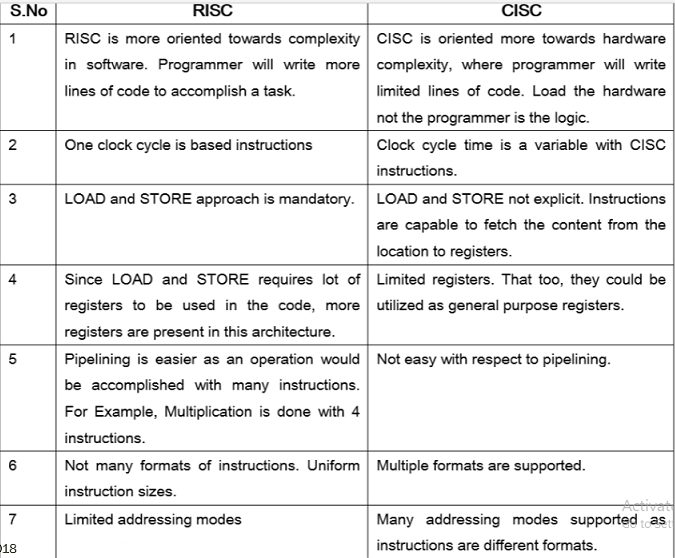 S.No RISC CISC
1 RISC is more oriented towards complexity CISC is oriented more towards hardware
in software. Programmer will write more complexity, where programmer will write
lines of code to accomplish a task. limited lines of code. Load the hardware
not the programmer is the logic.
2 One clock cycle is based instructions Clock cycle time is a variable with CISC
instructions.
3 LOAD and STORE approach is mandatory. LOAD and STORE not explicit. Instructions
are capable to fetch the content from the
location to registers.
4 Since LOAD and STORE requires lot of Limited registers. That too, they could be
registers to be used in the code, more utilized as general purpose registers.
registers are present in this architecture.
5 Pipelining is easier as an operation would Not easy with respect to pipelining.
be accomplished with many instructions.
For Example, Multiplication is done with 4
instructions.
6 Not many formats of instructions. Uniform Multiple formats are supported.
instruction sizes.
Activat
7 Limited addressing modes Many addressing modes supported as
18 instructions are different formats.